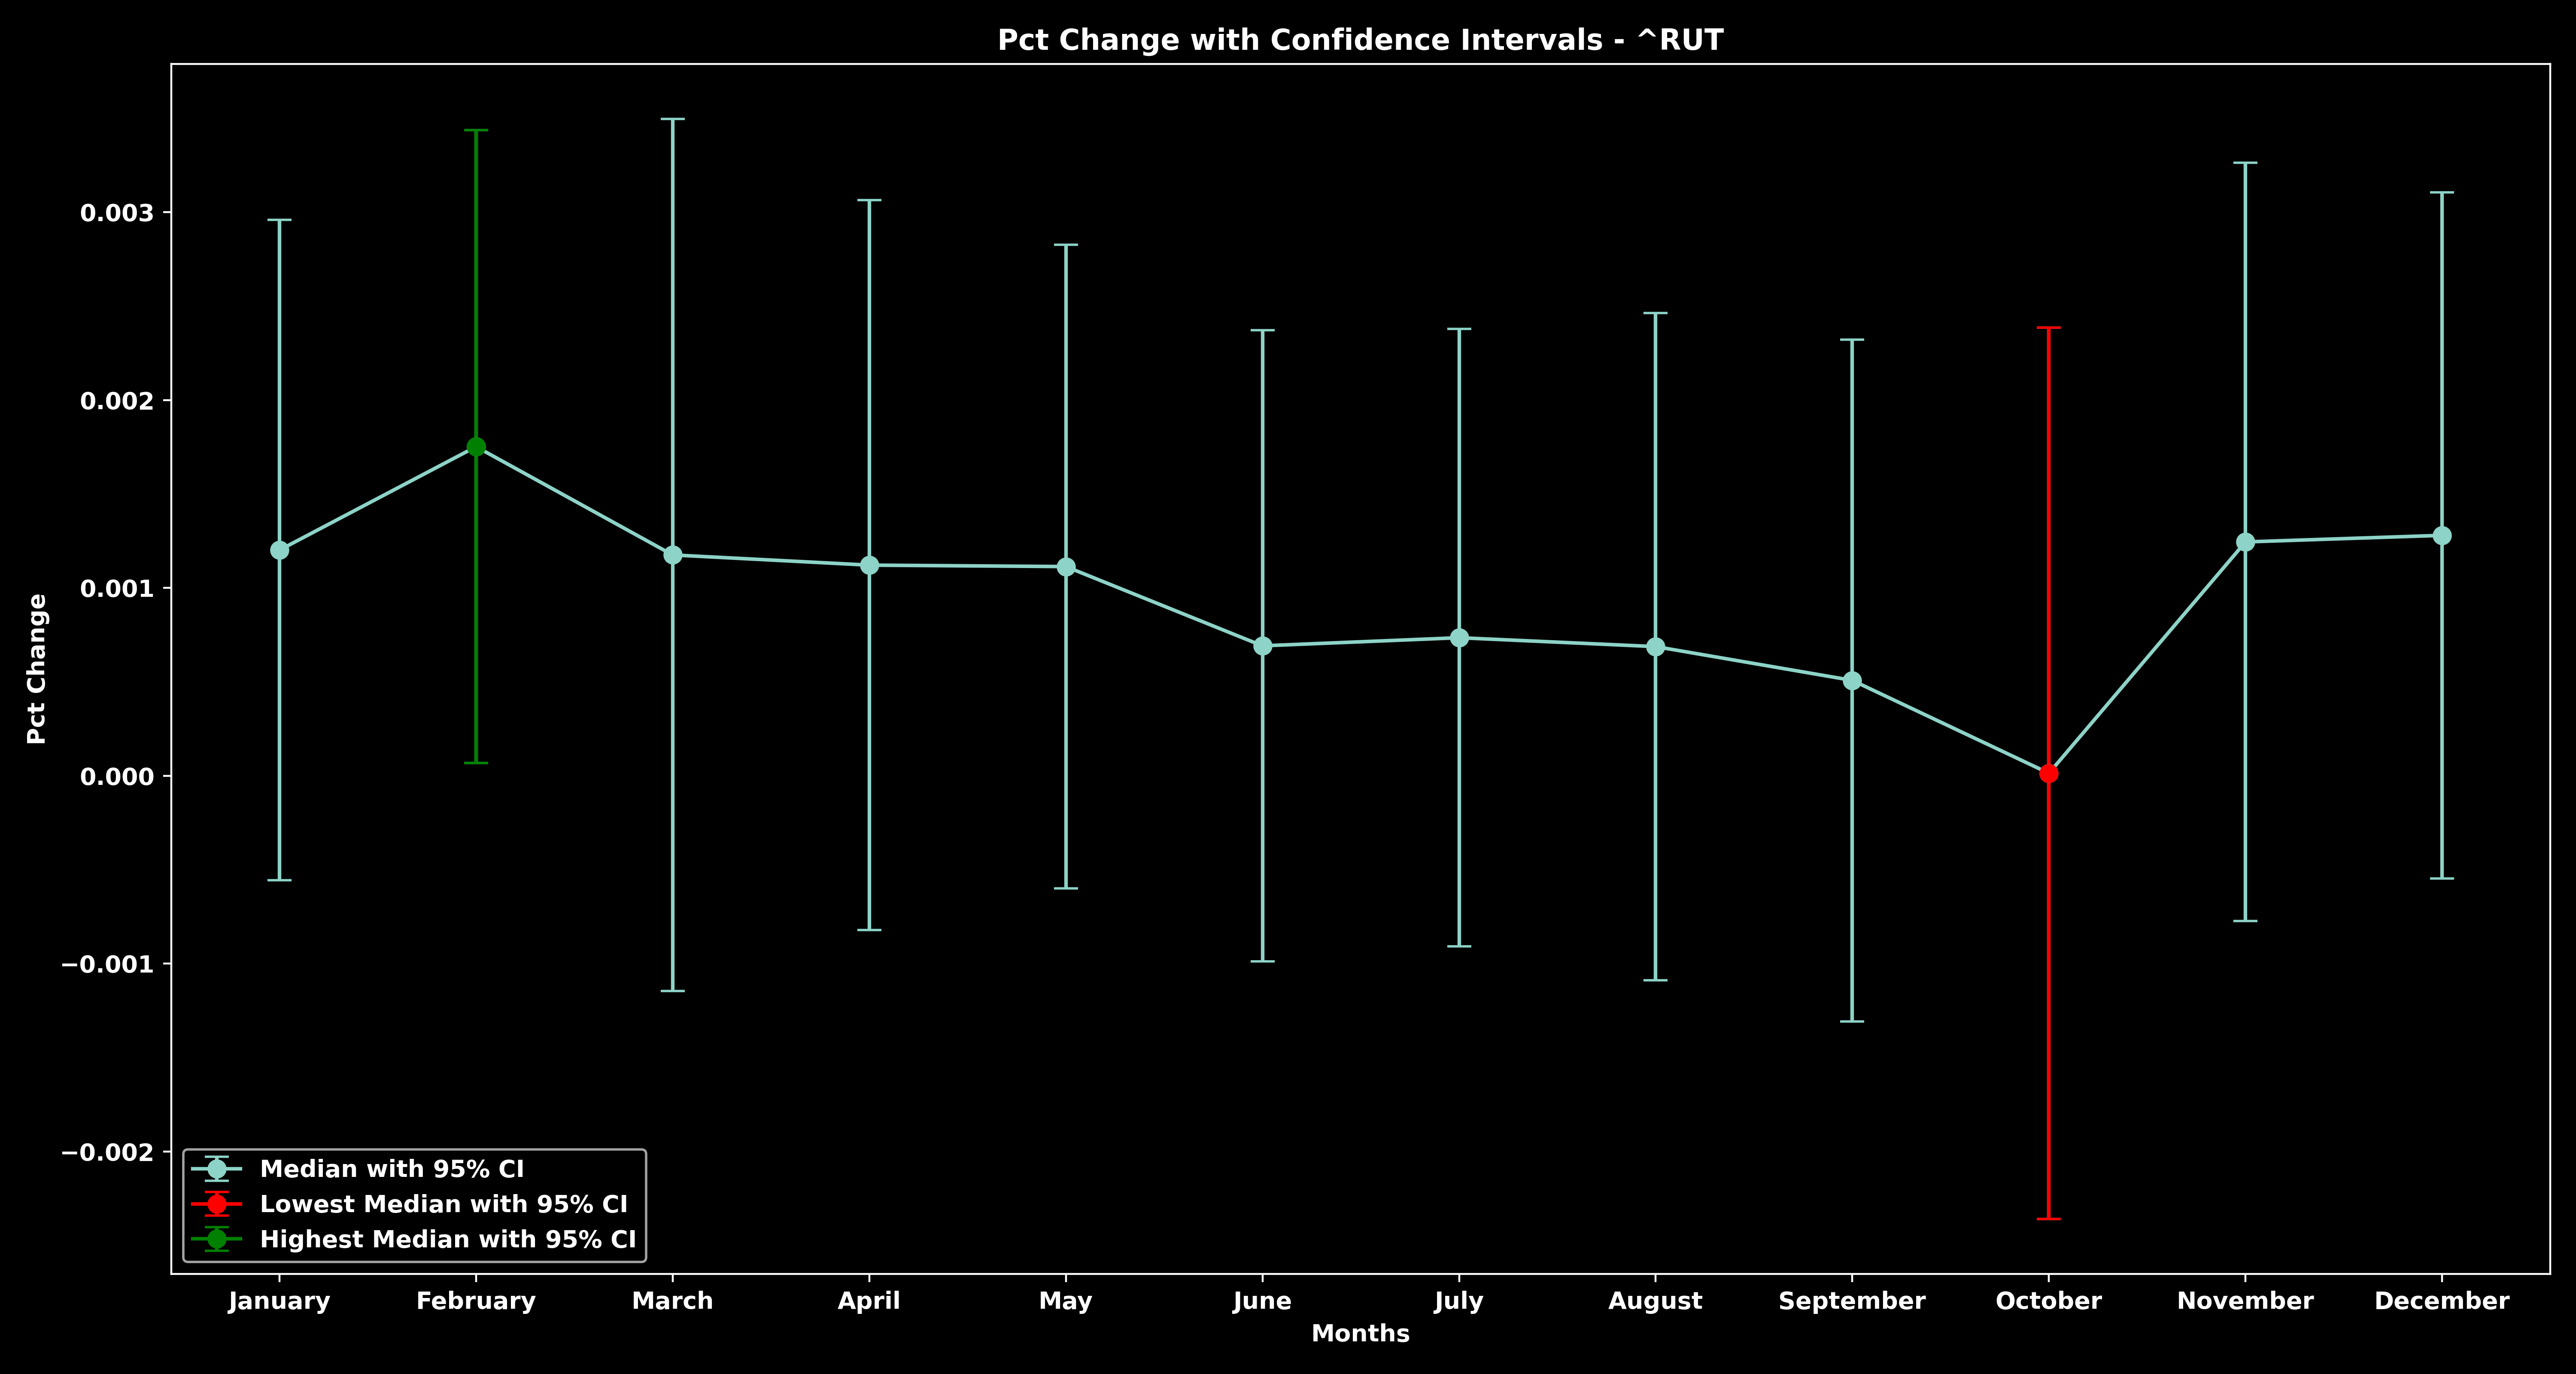 Pct Change with Confidence Intervals - ^RUT
Pct Change
0.003
0.002
0.001
0.000
−0.001
−0.002
Median with 95% CI
Lowest Median with 95% CI
Highest Median with 95% CI
January February March April May June July August September October November December
Months